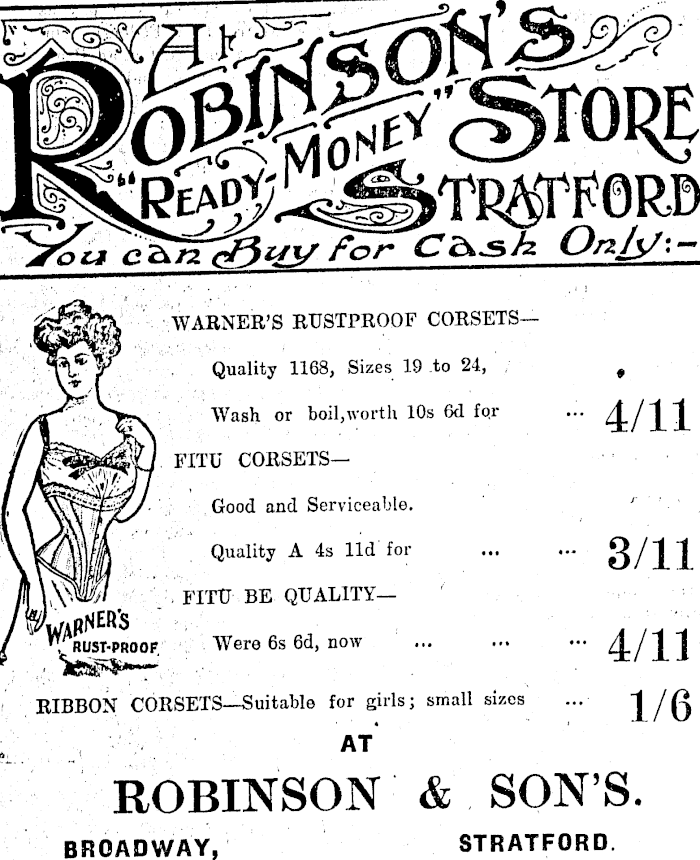 At
ROBINSON'S
"READY-MONEY" STORE
STRATFORD
You can Buy for Cash Only:-
WARNER'S RUSTPROOF CORSETS—
Quality 1168, Sizes 19 to 24,
Wash or boil, worth 10s 6d for ... 4/11
FITU CORSETS—
Good and Serviceable.
Quality A 4s 11d for ... ... 3/11
FITU BE QUALITY—
Were 6s 6d, now ... ... ... 4/11
WARNER'S
RUST-PROOF
RIBBON CORSETS—Suitable for girls; small sizes ... 1/6
AT
ROBINSON & SON'S.
BROADWAY, STRATFORD.